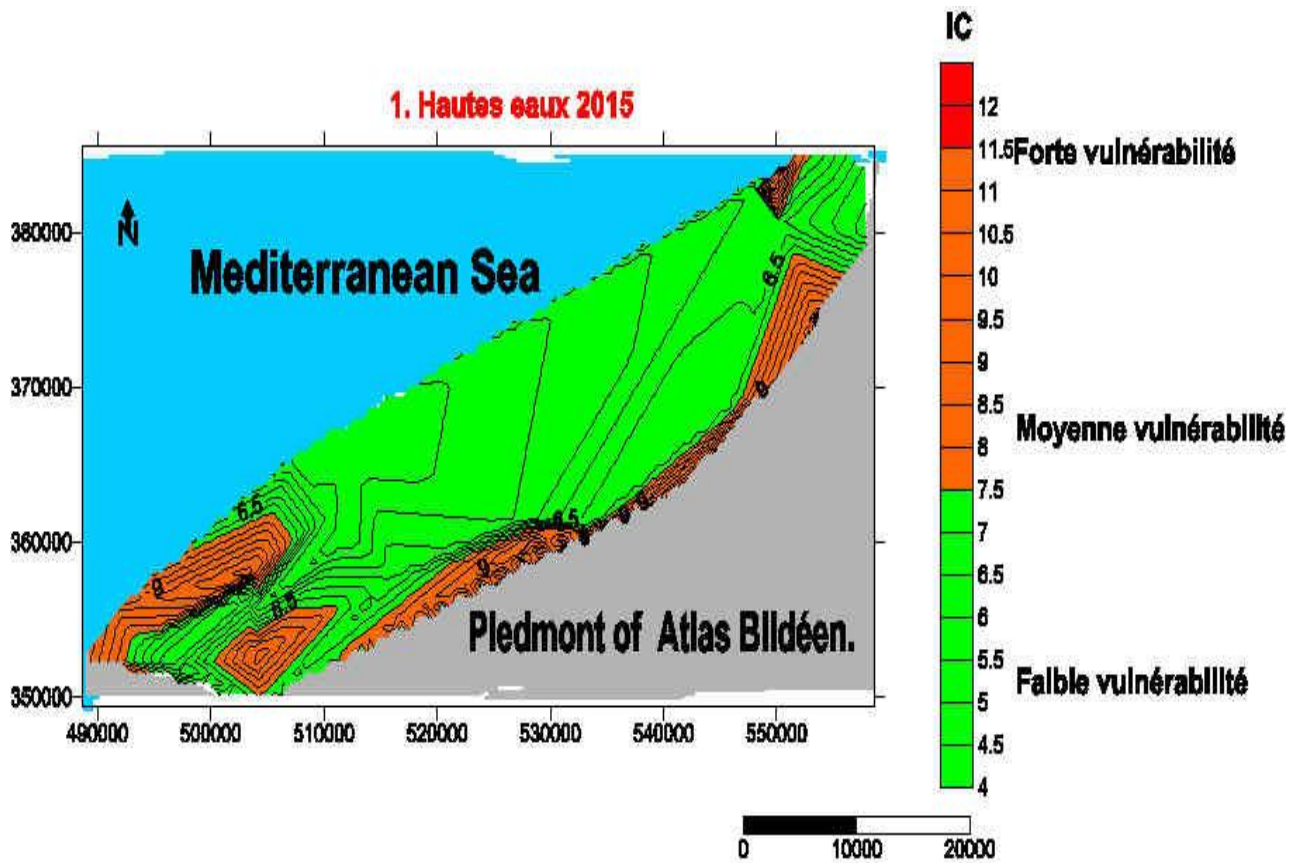 IC
1. Hautes eaux 2015
12
11.5 Forte vulnérabilité
11
10.5
10
9.5
9
8.5
Moyenne vulnérabilité
8
7.5
7
6.5
6
5.5
Faible vulnérabilité
5
4.5
4
380000
370000
360000
350000
N
Mediterranean Sea
6.5
9
6.5
6.5
9
9
9
6.5
Piedmont of Atlas Blidéen.
490000 500000 510000 520000 530000 540000 550000
0 10000 20000